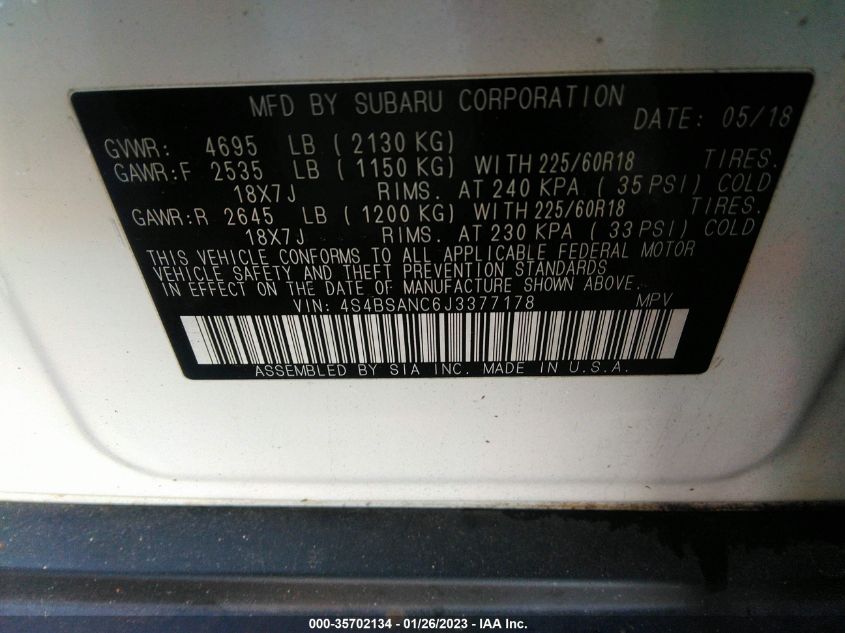 MFD BY SUBARU CORPORATION
DATE: 05/18
GVWR: 4695 LB ( 2130 KG)
GAWR:F 2535 LB ( 1150 KG) WITH 225/60R18 TIRES.
18X7J RIMS. AT 240 KPA ( 35 PSI) COLD
GAWR:R 2645 LB ( 1200 KG) WITH 225/60R18 TIRES.
18X7J RIMS. AT 230 KPA ( 33 PSI) COLD
THIS VEHICLE CONFORMS TO ALL APPLICABLE FEDERAL MOTOR
VEHICLE SAFETY AND THEFT PREVENTION STANDARDS
IN EFFECT ON THE DATE OF MANUFACTURE SHOWN ABOVE.
VIN: 4S4BSANC6J3377178 MPV
ASSEMBLED BY SIA INC. MADE IN U.S.A.
000-35702134 - 01/26/2023 - IAA Inc.